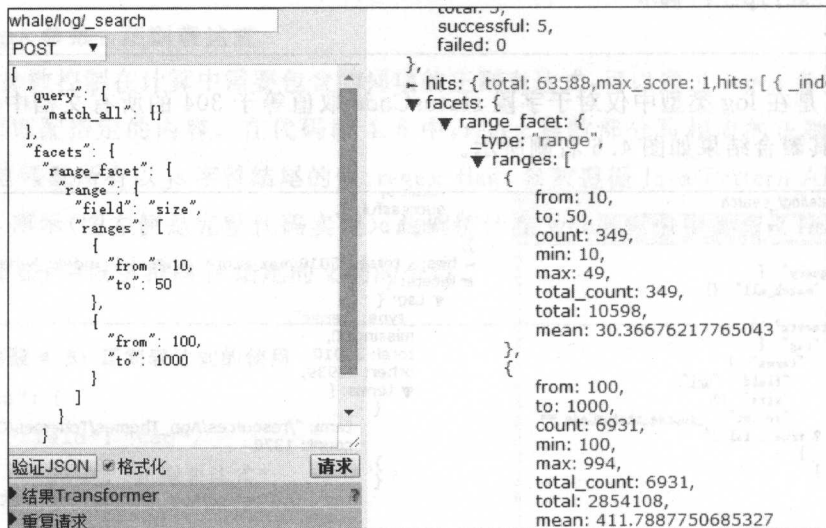 whale/log/_search
POST ▼
{
"query": {
"match_all": {}
},
"facets": {
"range_facet": {
"range": {
"field": "size",
"ranges": [
{
"from": 10,
"to": 50
},
{
"from": 100,
"to": 1000
}
]
}
}
验证JSON 格式化 请求
结果Transformer ?
重复请求
total: 5,
successful: 5,
failed: 0
},
hits: { total: 63588,max_score: 1,hits: [ { _ind
▼ facets: {
▼ range_facet: {
_type: "range",
▼ ranges: [
{
from: 10,
to: 50,
count: 349,
min: 10,
max: 49,
total_count: 349,
total: 10598,
mean: 30.36676217765043
},
{
from: 100,
to: 1000,
count: 6931,
min: 100,
max: 994,
total_count: 6931,
total: 2854108,
mean: 411.7887750685327